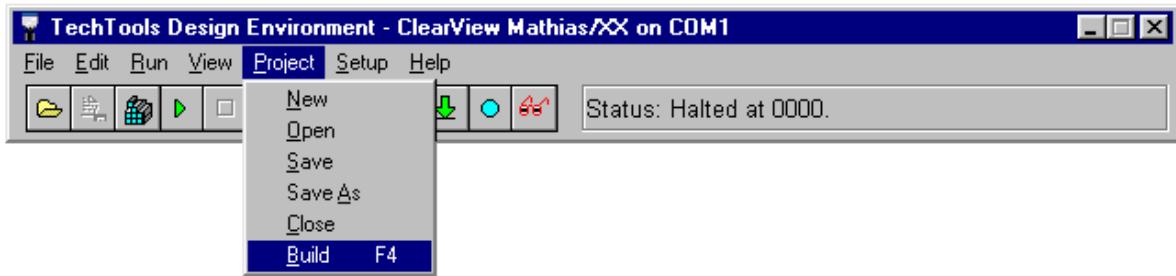 TechTools Design Environment - ClearView Mathias/XX on COM1
File Edit Run View Project Setup Help
Status: Halted at 0000.
New
Open
Save
Save As
Close
Build F4